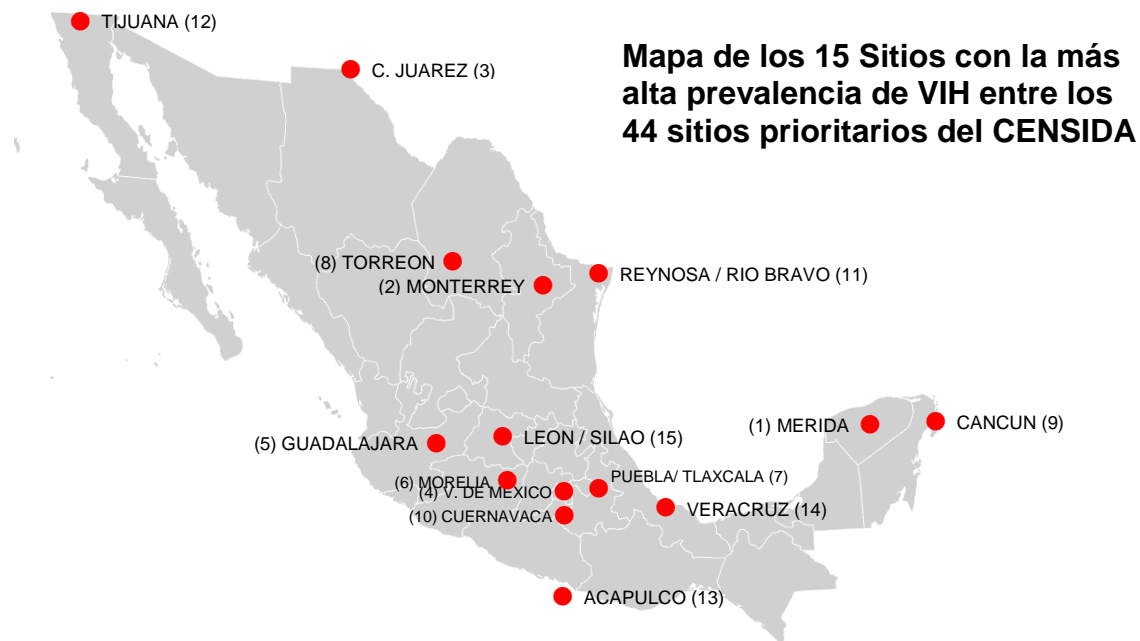 TIJUANA (12)
Mapa de los 15 Sitios con la más
alta prevalencia de VIH entre los
44 sitios prioritarios del CENSIDA
C. JUAREZ (3)
(8) TORREON
(2) MONTERREY
REYNOSA / RIO BRAVO (11)
(1) MERIDA
CANCUN (9)
(5) GUADALAJARA
LEON / SILAO (15)
(6) MORELIA
PUEBLA/ TLAXCALA (7)
(4) V. DE MEXICO
(10) CUERNAVACA
VERACRUZ (14)
ACAPULCO (13)